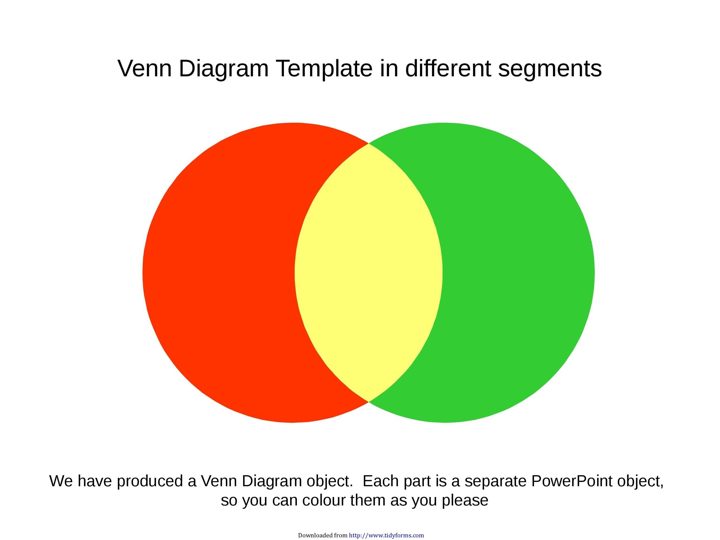 Venn Diagram Template in different segments
We have produced a Venn Diagram object.  Each part is a separate PowerPoint object,
so you can colour them as you please
Downloaded from http://www.tidyforms.com